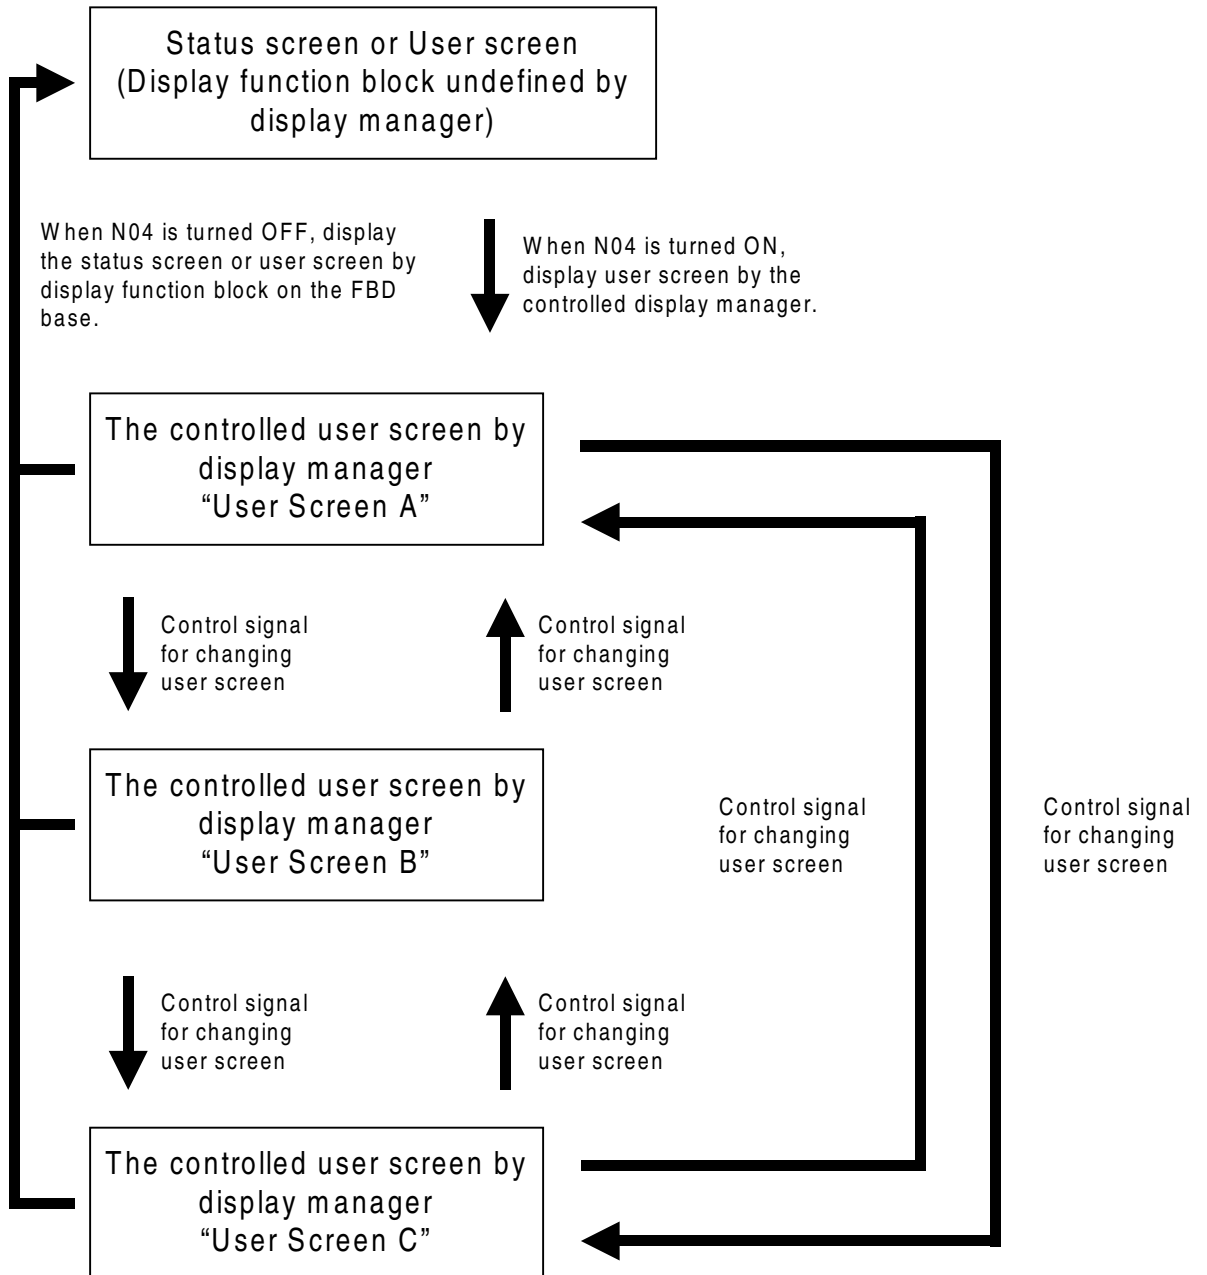 Status screen or User screen
(Display function block undefined by
display manager)
When N04 is turned OFF, display
the status screen or user screen by
display function block on the FBD
base.
When N04 is turned ON,
display user screen by the
controlled display manager.
The controlled user screen by
display manager
“User Screen A”
Control signal
for changing
user screen
Control signal
for changing
user screen
The controlled user screen by
display manager
“User Screen B”
Control signal
for changing
user screen
Control signal
for changing
user screen
Control signal
for changing
user screen
Control signal
for changing
user screen
The controlled user screen by
display manager
“User Screen C”